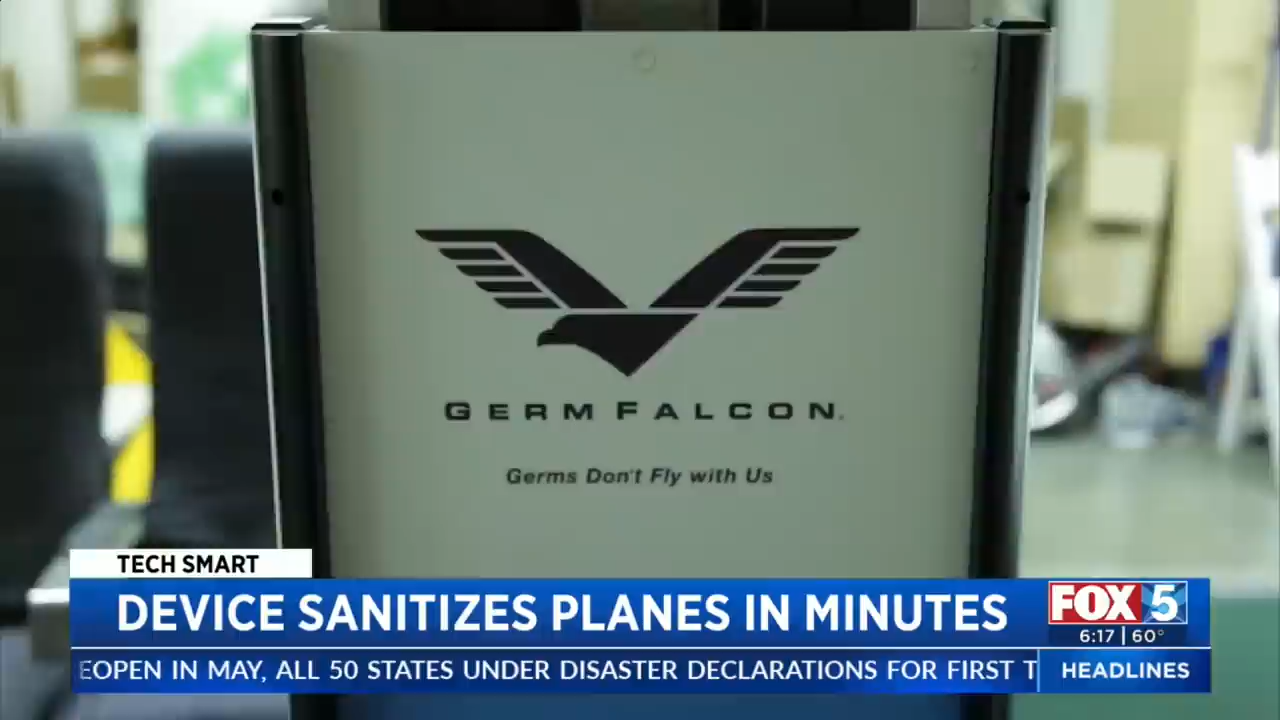 GERM FALCON.
Germs Don't Fly with Us
TECH SMART
DEVICE SANITIZES PLANES IN MINUTES
FOX 5
6:17 | 60°
EOPEN IN MAY, ALL 50 STATES UNDER DISASTER DECLARATIONS FOR FIRST T
HEADLINES